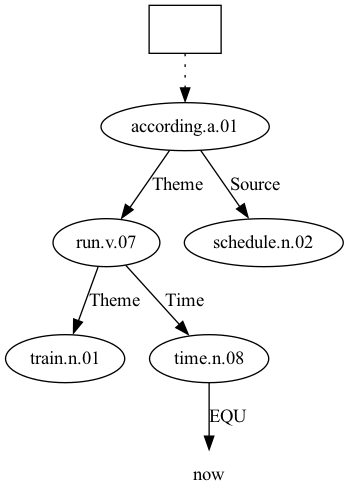 according.a.01
Theme
Source
run.v.07
schedule.n.02
Theme
Time
train.n.01
time.n.08
EQU
now